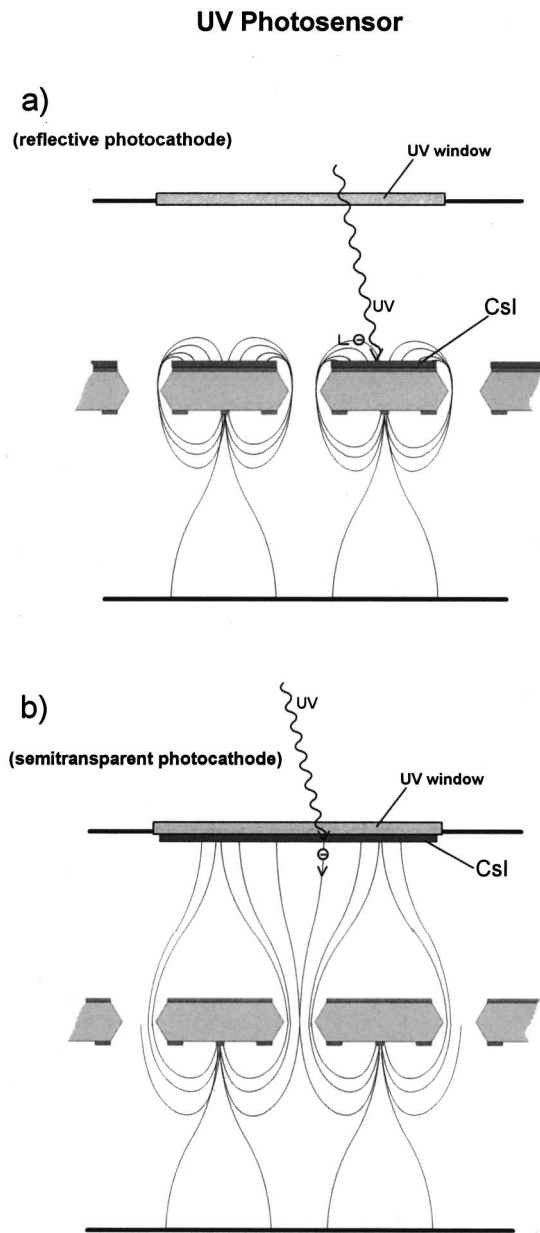 UV Photosensor
a)
(reflective photocathode)
UV window
UV
CsI
b)
UV
(semitransparent photocathode)
UV window
CsI